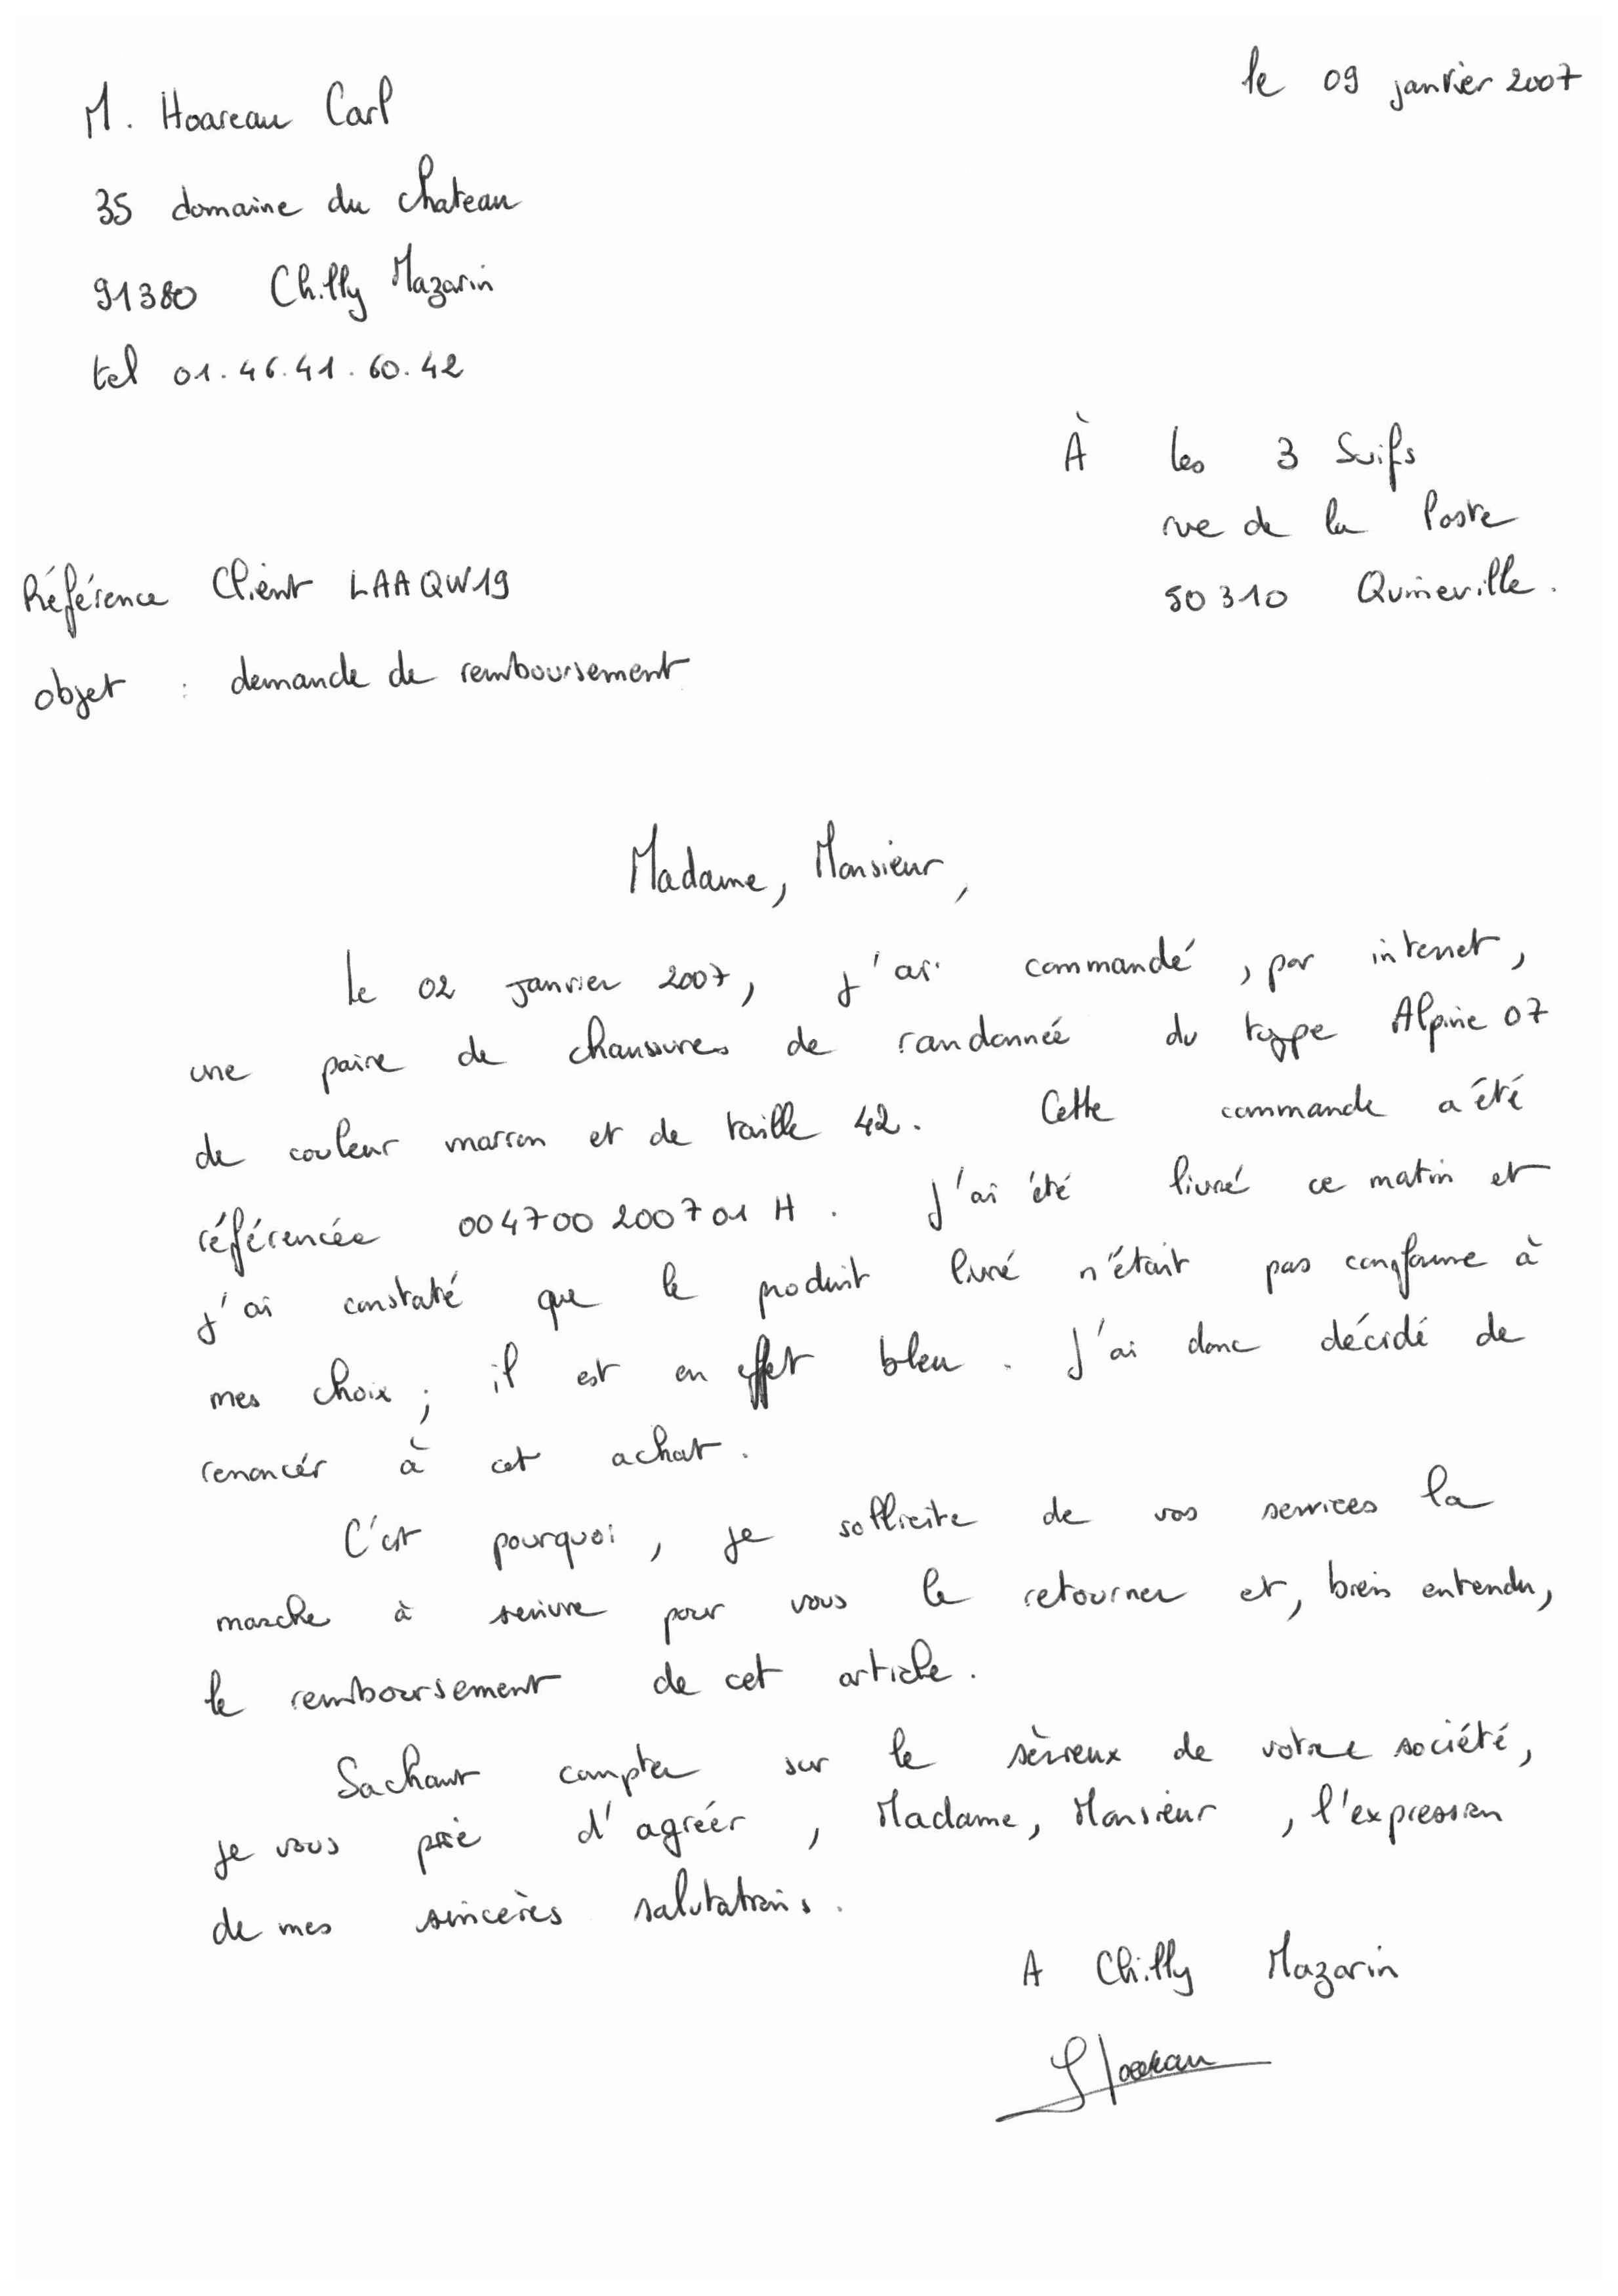 le 09 janvier 2007
M. Hoareau Carl
35 domaine du chateau
91380 Chilly Mazarin
tel 01.46.41.60.42
À les 3 Suifs
rue de la Poste
50310 Quineville.
Référence Client LAAQW19
objet : demande de remboursement
Madame, Monsieur,
Le 02 janvier 2007, j'ai commandé, par internet,
une paire de chaussures de randonnée du type Alpine 07
de couleur marron et de taille 42. Cette commande a été
référencée 004700200701H. J'ai été livré ce matin et
j'ai constaté que le produit livré n'était pas conforme à
mes choix; il est en effet bleu. J'ai donc décidé de
renoncér à cet achat.
C'est pourquoi, je sollicite de vos services la
marche à suivre pour vous le retourner et, bien entendu,
le remboursement de cet article.
Sachant compter sur le sérieux de votre société,
je vous prie d'agréer, Madame, Monsieur, l'expression
de mes sincères salutations.
A Chilly Mazarin
Hoareau